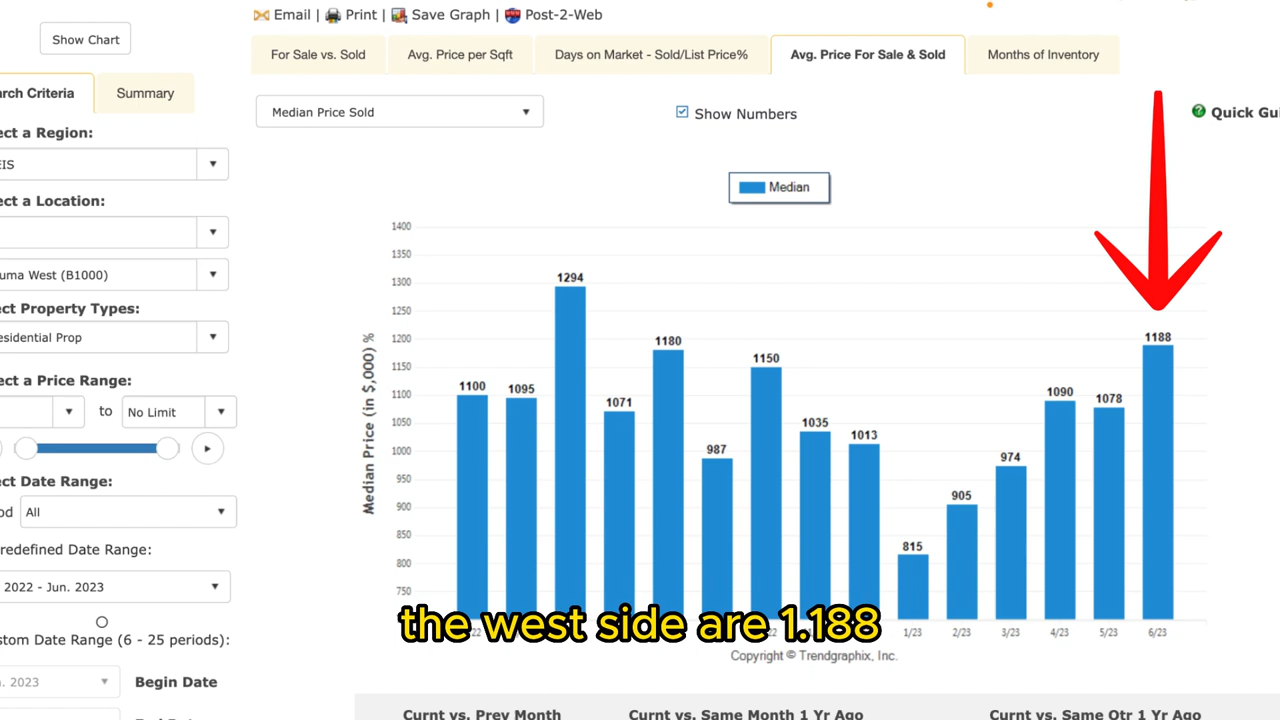 Email | Print | Save Graph | Post-2-Web
Show Chart
For Sale vs. Sold
Avg. Price per Sqft
Days on Market - Sold/List Price%
Avg. Price For Sale & Sold
Months of Inventory
rch Criteria
Summary
Median Price Sold
Show Numbers
Quick Gui
ect a Region:
EIS
ect a Location:
uma West (B1000)
ect Property Types:
esidential Prop
ect a Price Range:
to
No Limit
ect Date Range:
od
All
redefined Date Range:
2022 - Jun. 2023
stom Date Range (6 - 25 periods):
. 2023
Begin Date
Median
Median Price (in $,000) %
1400
1350
1300
1250
1200
1150
1100
1050
1000
950
900
850
800
750
1100
1095
1294
1071
1180
987
1150
1035
1013
815
905
974
1090
1078
1188
the west side are 1.188
1/23
2/23
3/23
4/23
5/23
6/23
Copyright © Trendgraphix, Inc.
Curnt vs. Prev Month
Curnt vs. Same Month 1 Yr Ago
Curnt vs. Same Qtr 1 Yr Ago